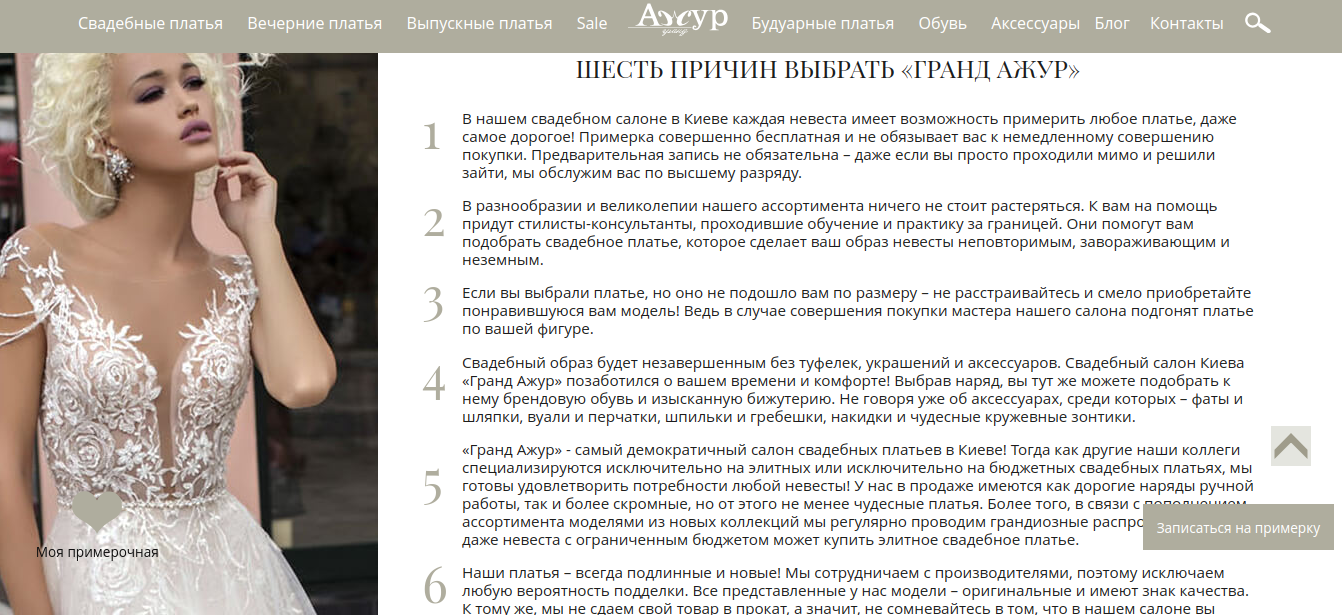 Свадебные платья Вечерние платья Выпускные платья Sale Ажур Будуарные платья Обувь Аксессуары Блог Контакты
ШЕСТЬ ПРИЧИН ВЫБРАТЬ «ГРАНД АЖУР»
1 В нашем свадебном салоне в Киеве каждая невеста имеет возможность примерить любое платье, даже
самое дорогое! Примерка совершенно бесплатная и не обязывает вас к немедленному совершению
покупки. Предварительная запись не обязательна – даже если вы просто проходили мимо и решили
зайти, мы обслужим вас по высшему разряду.
2 В разнообразии и великолепии нашего ассортимента ничего не стоит растеряться. К вам на помощь
придут стилисты-консультанты, проходившие обучение и практику за границей. Они помогут вам
подобрать свадебное платье, которое сделает ваш образ невесты неповторимым, завораживающим и
неземным.
3 Если вы выбрали платье, но оно не подошло вам по размеру – не расстраивайтесь и смело приобретайте
понравившуюся вам модель! Ведь в случае совершения покупки мастера нашего салона подгонят платье
по вашей фигуре.
4 Свадебный образ будет незавершенным без туфелек, украшений и аксессуаров. Свадебный салон Киева
«Гранд Ажур» позаботился о вашем времени и комфорте! Выбрав наряд, вы тут же можете подобрать к
нему брендовую обувь и изысканную бижутерию. Не говоря уже об аксессуарах, среди которых – фаты и
шляпки, вуали и перчатки, шпильки и гребешки, накидки и чудесные кружевные зонтики.
5 «Гранд Ажур» - самый демократичный салон свадебных платьев в Киеве! Тогда как другие наши коллеги
специализируются исключительно на элитных или исключительно на бюджетных свадебных платьях, мы
готовы удовлетворить потребности любой невесты! У нас в продаже имеются как дорогие наряды ручной
работы, так и более скромные, но от этого не менее чудесные платья. Более того, в связи с
ассортимента моделями из новых коллекций мы регулярно проводим грандиозные
даже невеста с ограниченным бюджетом может купить элитное свадебное платье.
Записаться на примерку
Моя примерочная
6 Наши платья – всегда подлинные и новые! Мы сотрудничаем с производителями, поэтому исключаем
любую вероятность подделки. Все представленные у нас модели – оригинальные и имеют знак качества.
К тому же, мы не сдаем свой товар в прокат, а значит, не сомневайтесь в том, что в нашем салоне вы